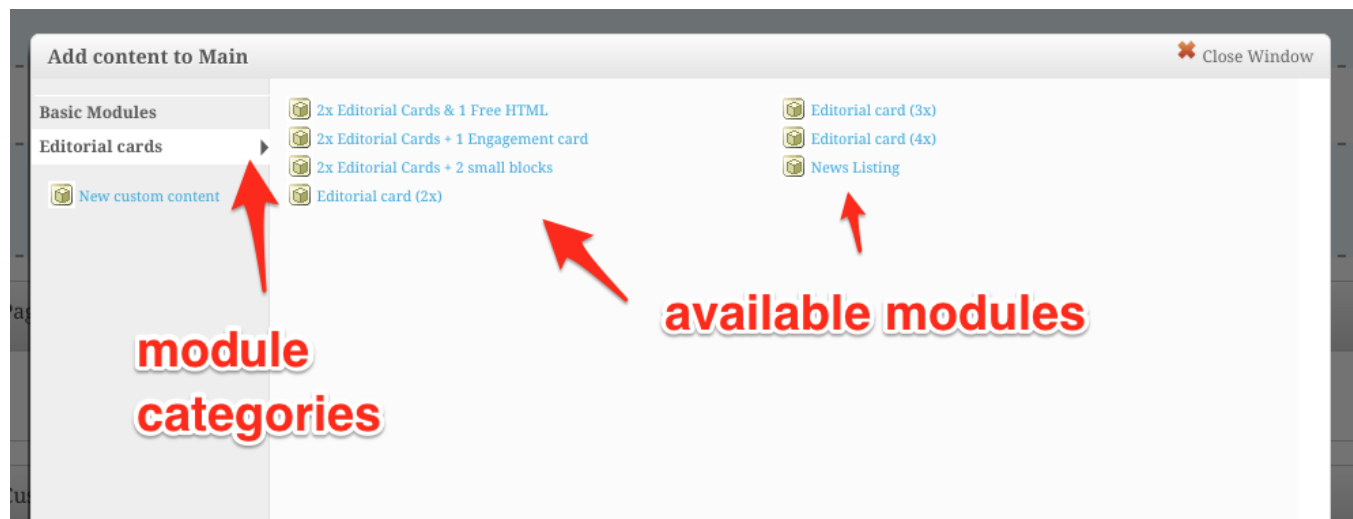 Add content to Main
Close Window
Basic Modules
Editorial cards
New custom content
2x Editorial Cards & 1 Free HTML
2x Editorial Cards + 1 Engagement card
2x Editorial Cards + 2 small blocks
Editorial card (2x)
Editorial card (3x)
Editorial card (4x)
News Listing
available modules
module
categories